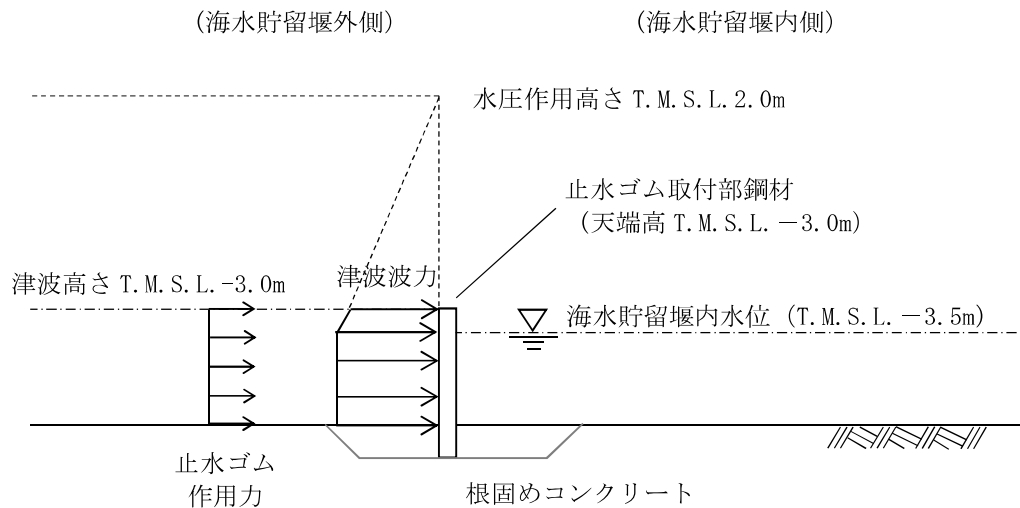 (海水貯留堰外側)
(海水貯留堰内側)
水圧作用高さ T.M.S.L.2.0m
止水ゴム取付部鋼材
(天端高 T.M.S.L.－3.0m)
津波高さ T.M.S.L.-3.0m
津波波力
海水貯留堰内水位 (T.M.S.L.－3.5m)
止水ゴム
作用力
根固めコンクリート